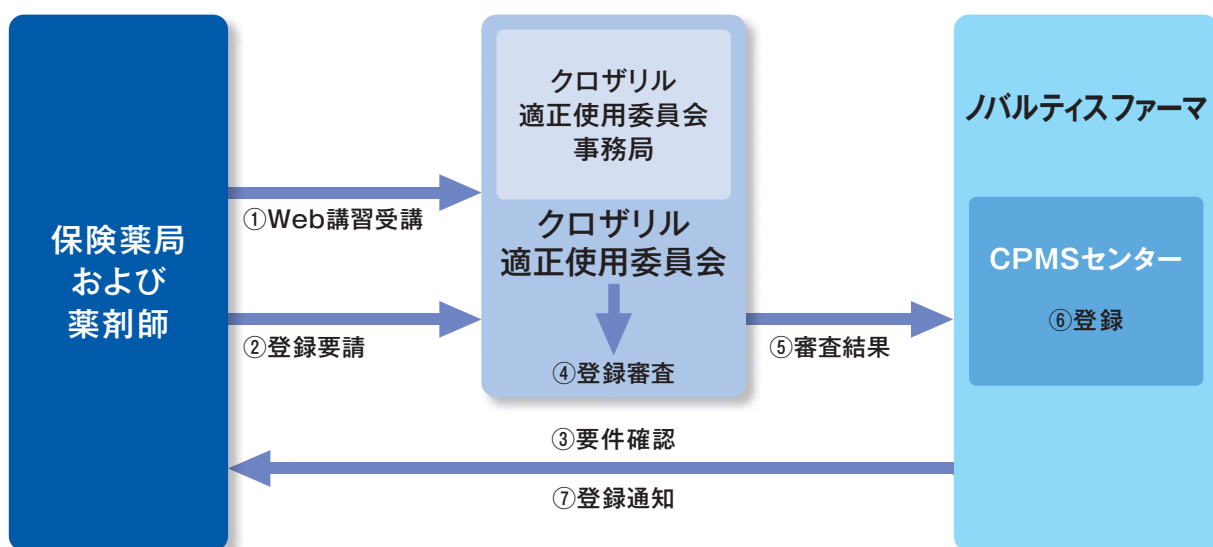 保険薬局
および
薬剤師
①Web講習受講
②登録要請
クロザリル
適正使用委員会
事務局
クロザリル
適正使用委員会
④登録審査
⑤審査結果
ノバルティスファーマ
CPMSセンター
⑥登録
③要件確認
⑦登録通知